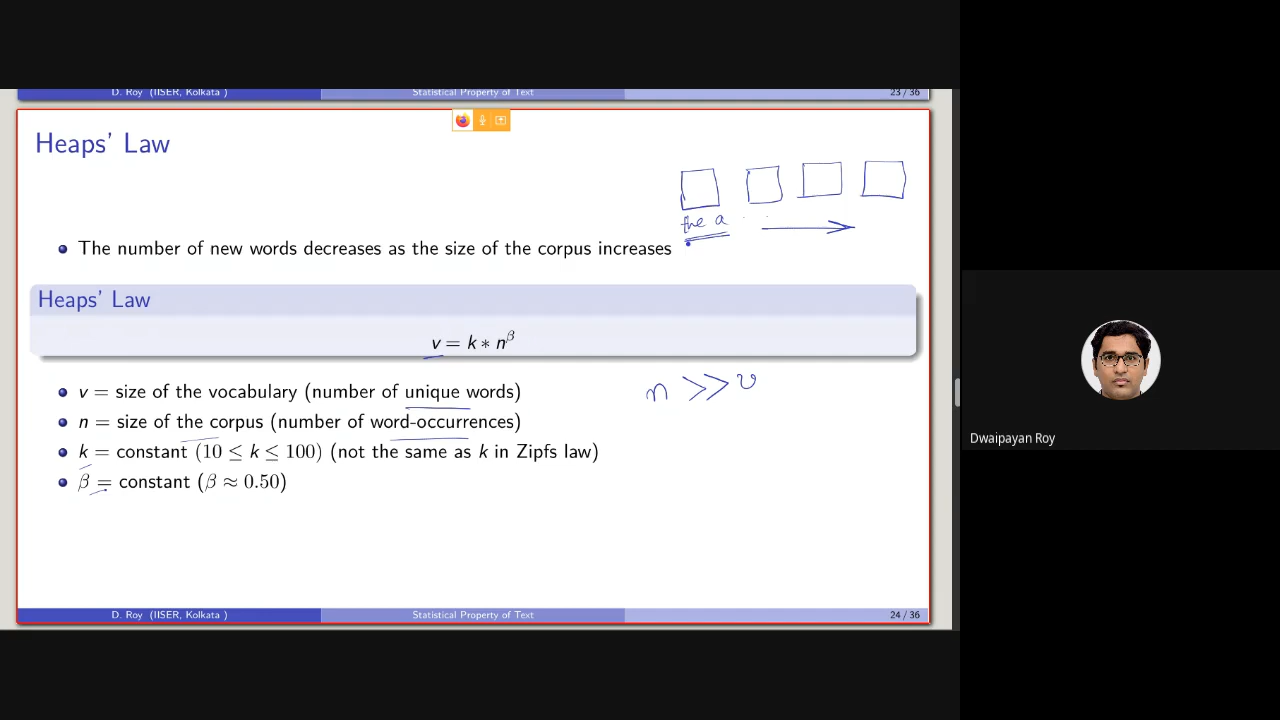 D. Roy (IISER, Kolkata ) Statistical Property of Text 23 / 36
Heaps' Law
the a
• The number of new words decreases as the size of the corpus increases
Heaps' Law
v = k ∗ n^β
n >> v
• v = size of the vocabulary (number of unique words)
• n = size of the corpus (number of word-occurrences)
• k = constant (10 ≤ k ≤ 100) (not the same as k in Zipfs law)
• β = constant (β ≈ 0.50)
Dwaipayan Roy
D. Roy (IISER, Kolkata ) Statistical Property of Text 24 / 36